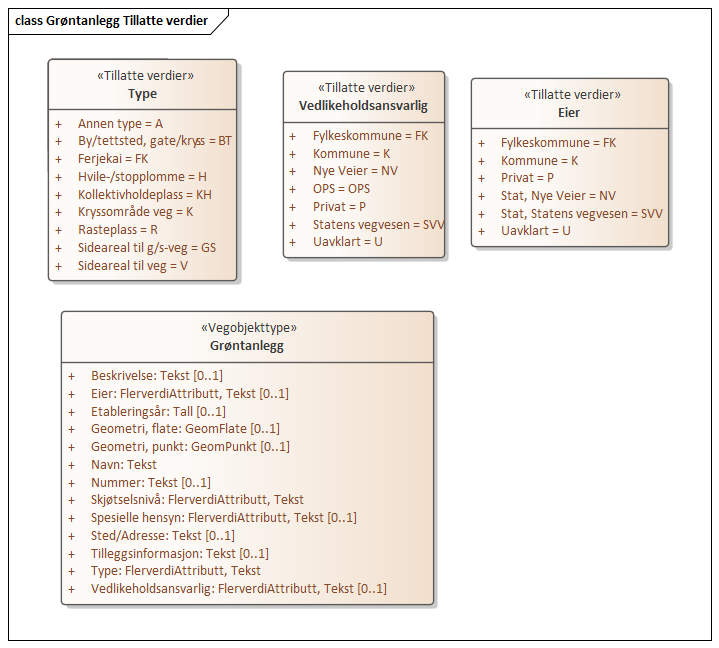 class Grøntanlegg Tillatte verdier
«Tillatte verdier»
Type
+ Annen type = A
+ By/tettsted, gate/kryss = BT
+ Ferjekai = FK
+ Hvile-/stopplomme = H
+ Kollektivholdeplass = KH
+ Kryssområde veg = K
+ Rasteplass = R
+ Sideareal til g/s-veg = GS
+ Sideareal til veg = V
«Tillatte verdier»
Vedlikeholdsansvarlig
+ Fylkeskommune = FK
+ Kommune = K
+ Nye Veier = NV
+ OPS = OPS
+ Privat = P
+ Statens vegvesen = SVV
+ Uavklart = U
«Tillatte verdier»
Eier
+ Fylkeskommune = FK
+ Kommune = K
+ Privat = P
+ Stat, Nye Veier = NV
+ Stat, Statens vegvesen = SVV
+ Uavklart = U
«Vegobjekttype»
Grøntanlegg
+ Beskrivelse: Tekst [0..1]
+ Eier: FlerverdiAttributt, Tekst [0..1]
+ Etableringsår: Tall [0..1]
+ Geometri, flate: GeomFlate [0..1]
+ Geometri, punkt: GeomPunkt [0..1]
+ Navn: Tekst
+ Nummer: Tekst [0..1]
+ Skjøtselsnivå: FlerverdiAttributt, Tekst
+ Spesielle hensyn: FlerverdiAttributt, Tekst [0..1]
+ Sted/Adresse: Tekst [0..1]
+ Tilleggsinformasjon: Tekst [0..1]
+ Type: FlerverdiAttributt, Tekst
+ Vedlikeholdsansvarlig: FlerverdiAttributt, Tekst [0..1]